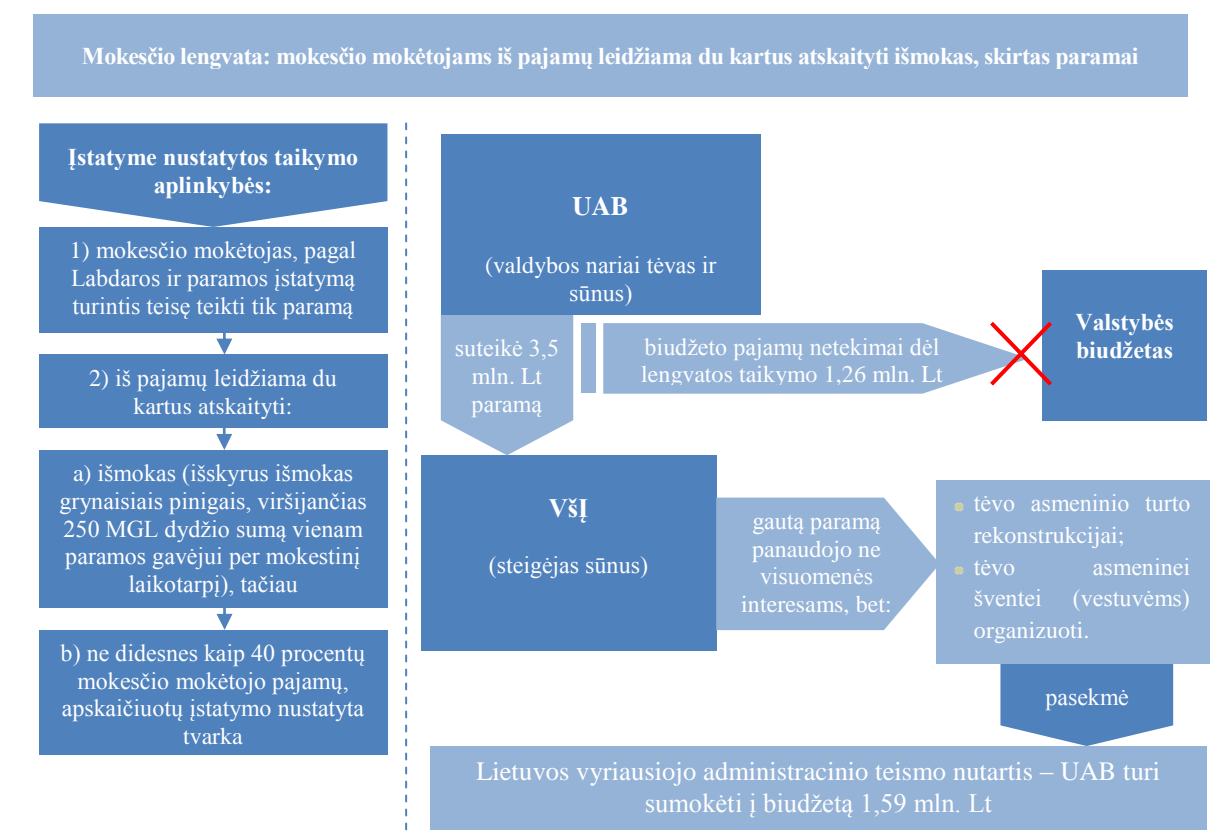 Mokesčio lengvata: mokesčio mokėtojams iš pajamų leidžiama du kartus atskaityti išmokas, skirtas paramai
Įstatyme nustatytos taikymo
aplinkybės:
1) mokesčio mokėtojas, pagal
Labdaros ir paramos įstatymą
turintis teisę teikti tik paramą
2) iš pajamų leidžiama du
kartus atskaityti:
a) išmokas (išskyrus išmokas
grynaisiais pinigais, viršijančias
250 MGL dydžio sumą vienam
paramos gavėjui per mokestinį
laikotarpį), tačiau
b) ne didesnes kaip 40 procentų
mokesčio mokėtojo pajamų,
apskaičiuotų įstatymo nustatyta
tvarka
UAB
(valdybos nariai tėvas ir
sūnus)
suteikė 3,5
mln. Lt
paramą
biudžeto pajamų netekimai dėl
lengvatos taikymo 1,26 mln. Lt
Valstybės
biudžetas
VšĮ
(steigėjas sūnus)
gautą paramą
panaudojo ne
visuomenės
interesams, bet:
tėvo asmeninio turto
rekonstrukcijai;
tėvo asmeninei
šventei (vestuvėms)
organizuoti.
pasekmė
Lietuvos vyriausiojo administracinio teismo nutartis – UAB turi
sumokėti į biudžetą 1,59 mln. Lt